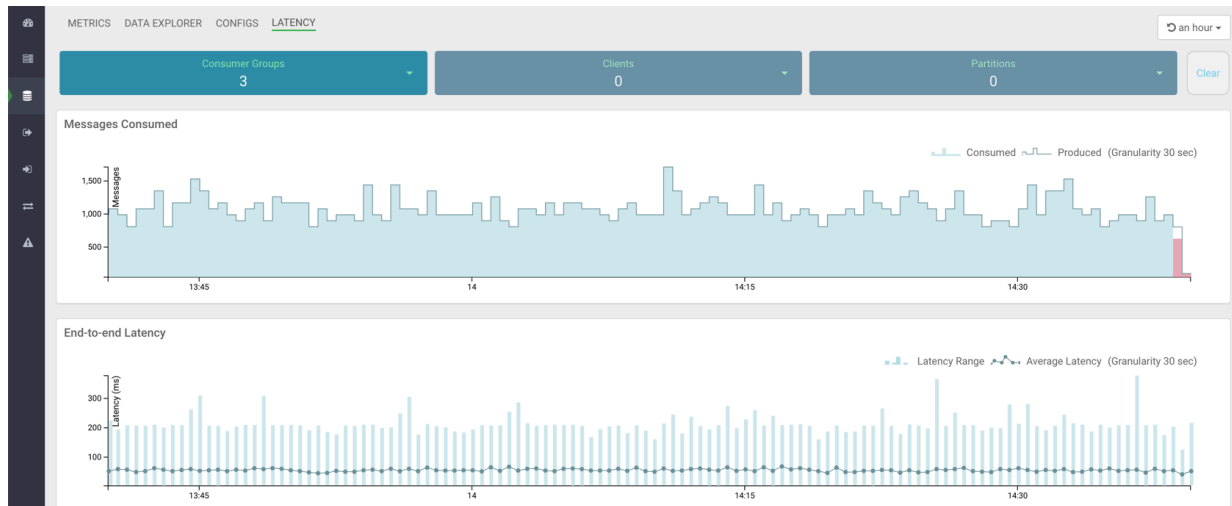 METRICS DATA EXPLORER CONFIGS LATENCY
an hour
Consumer Groups
3
Clients
0
Partitions
0
Clear
Messages Consumed
Consumed Produced (Granularity 30 sec)
Messages
1,500
1,000
500
13:45 14 14:15 14:30
End-to-end Latency
Latency Range Average Latency (Granularity 30 sec)
Latency (ms)
300
200
100
13:45 14 14:15 14:30